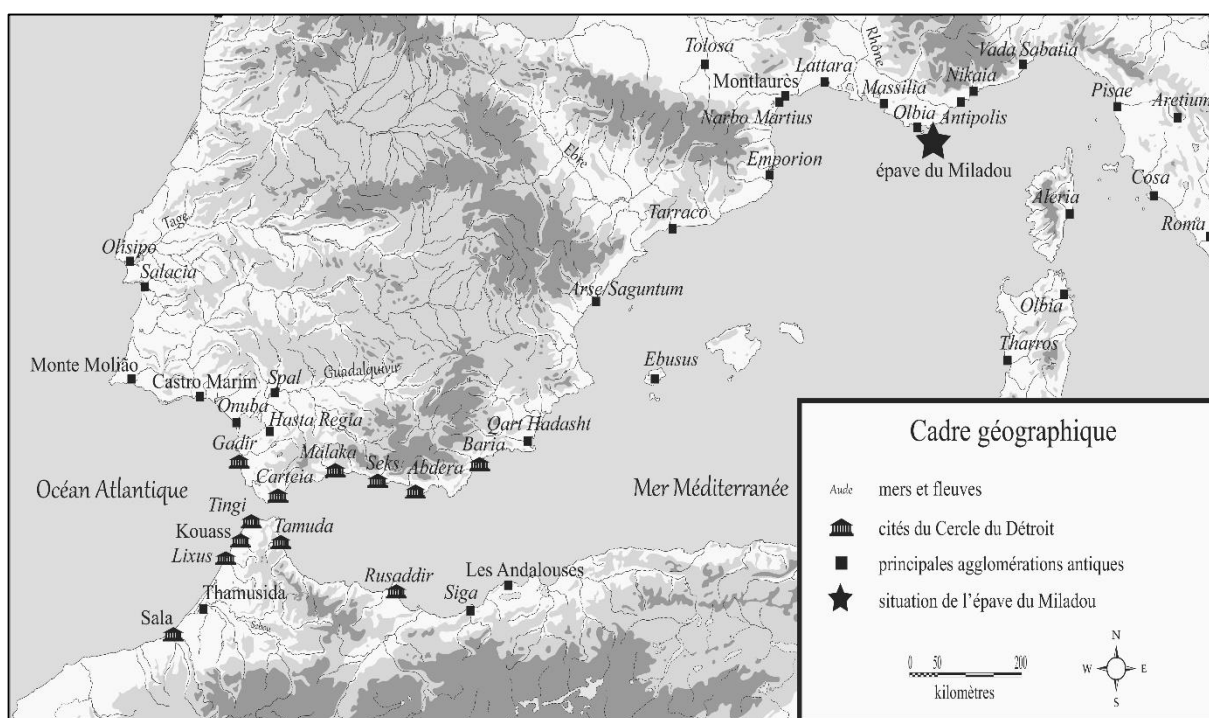 Tolosa
Rhône
Vada Sabatia
Lattara
Montlaurès
Massilia
Nikaia
Narbo Martius
Olbia
Antipolis
Pisae
Aretium
épave du Miladou
Ebre
Emporion
Cosa
Aleria
Tarraco
Roma
Tage
Olisipo
Salacia
Arse/Saguntum
Olbia
Tharros
Monte Molião
Ebusus
Castro Marim
Spal
Guadalquivir
Onuba
Hasta Regia
Qart Hadasht
Gadir
Malaka
Seks
Abdera
Baria
Carteia
Océan Atlantique
Mer Méditerranée
Tingi
Kouass
Tamuda
Lixus
Rusaddir
Les Andalouses
Siga
Thamusida
Sala
Sebou
Cadre géographique
Aude mers et fleuves
cités du Cercle du Détroit
principales agglomérations antiques
situation de l'épave du Miladou
0 50 200
kilomètres
N
W E
S